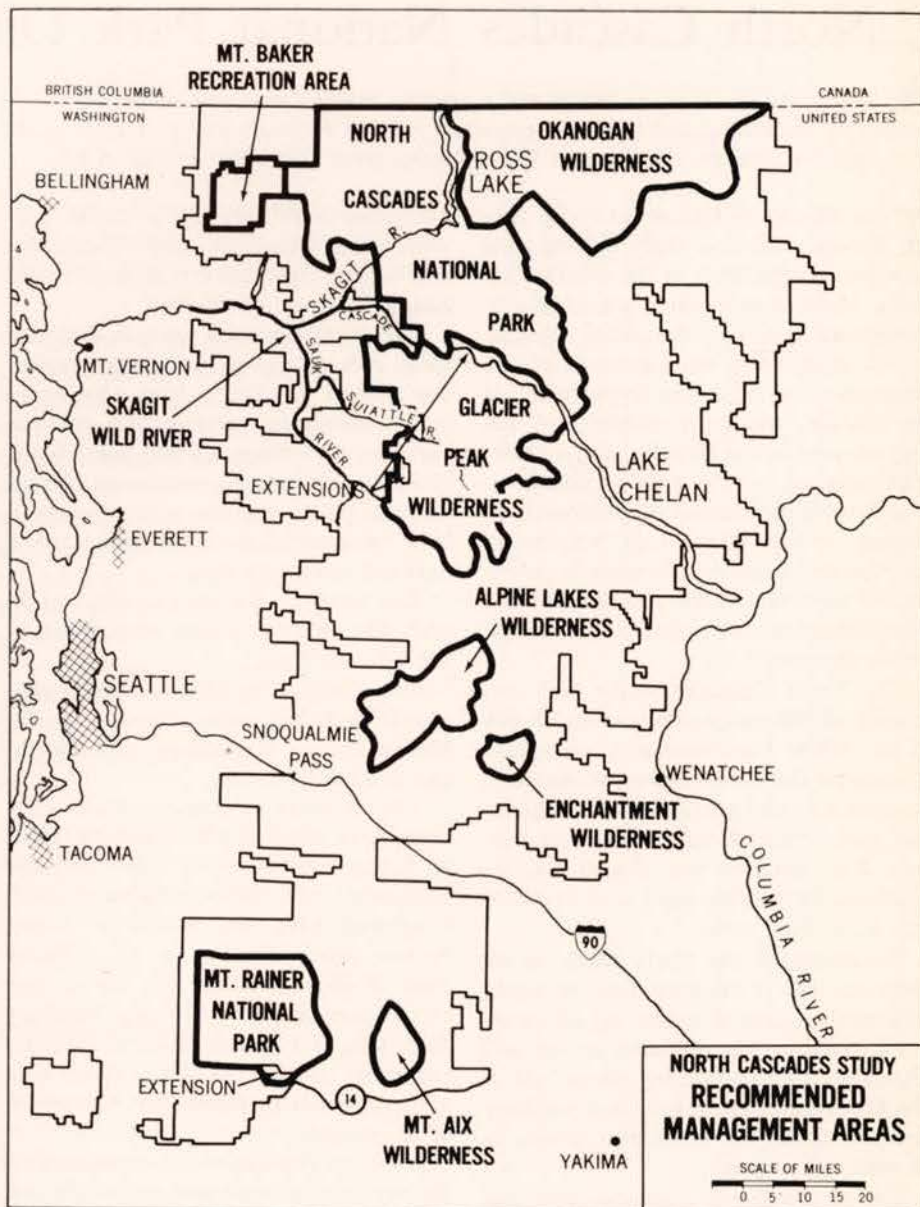 MT. BAKER
RECREATION AREA
BRITISH COLUMBIA
WASHINGTON
CANADA
UNITED STATES
NORTH
CASCADES
NATIONAL
PARK
OKANOGAN
WILDERNESS
ROSS
LAKE
BELLINGHAM
SKAGIT R.
CASCADE
MT. VERNON
SAUK
RIVER
SKAGIT
WILD RIVER
SUIATTLE R.
GLACIER
PEAK
WILDERNESS
EXTENSIONS
LAKE
CHELAN
EVERETT
ALPINE LAKES
WILDERNESS
SEATTLE
SNOQUALMIE
PASS
WENATCHEE
ENCHANTMENT
WILDERNESS
TACOMA
COLUMBIA RIVER
90
MT. RAINER
NATIONAL
PARK
EXTENSION
14
MT. AIX
WILDERNESS
YAKIMA
NORTH CASCADES STUDY
RECOMMENDED
MANAGEMENT AREAS
SCALE OF MILES
0 5 10 15 20